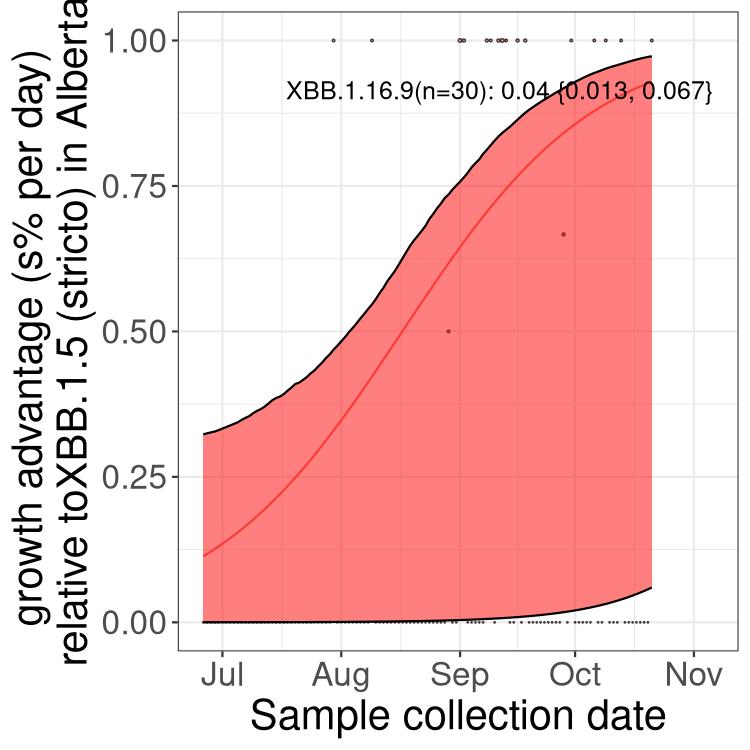 growth advantage (s% per day)
relative toXBB.1.5 (stricto) in Alberta
1.00
0.75
0.50
0.25
0.00
XBB.1.16.9(n=30): 0.04 {0.013, 0.067}
Jul Aug Sep Oct Nov
Sample collection date